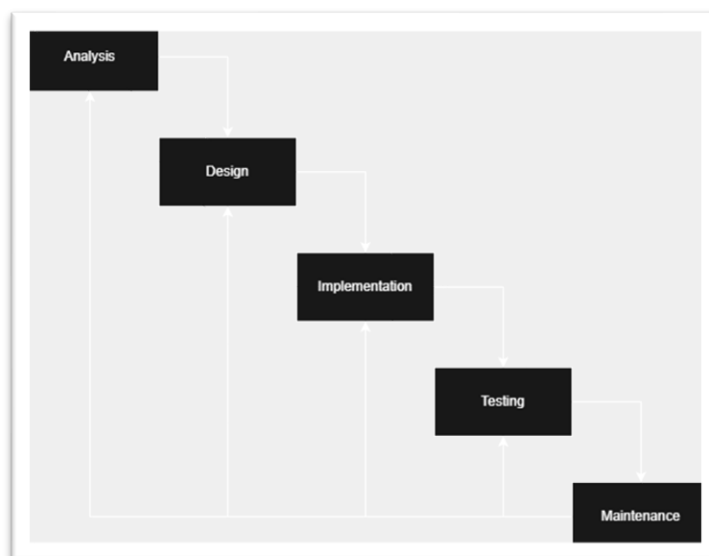 Analysis
Design
Implementation
Testing
Maintenance